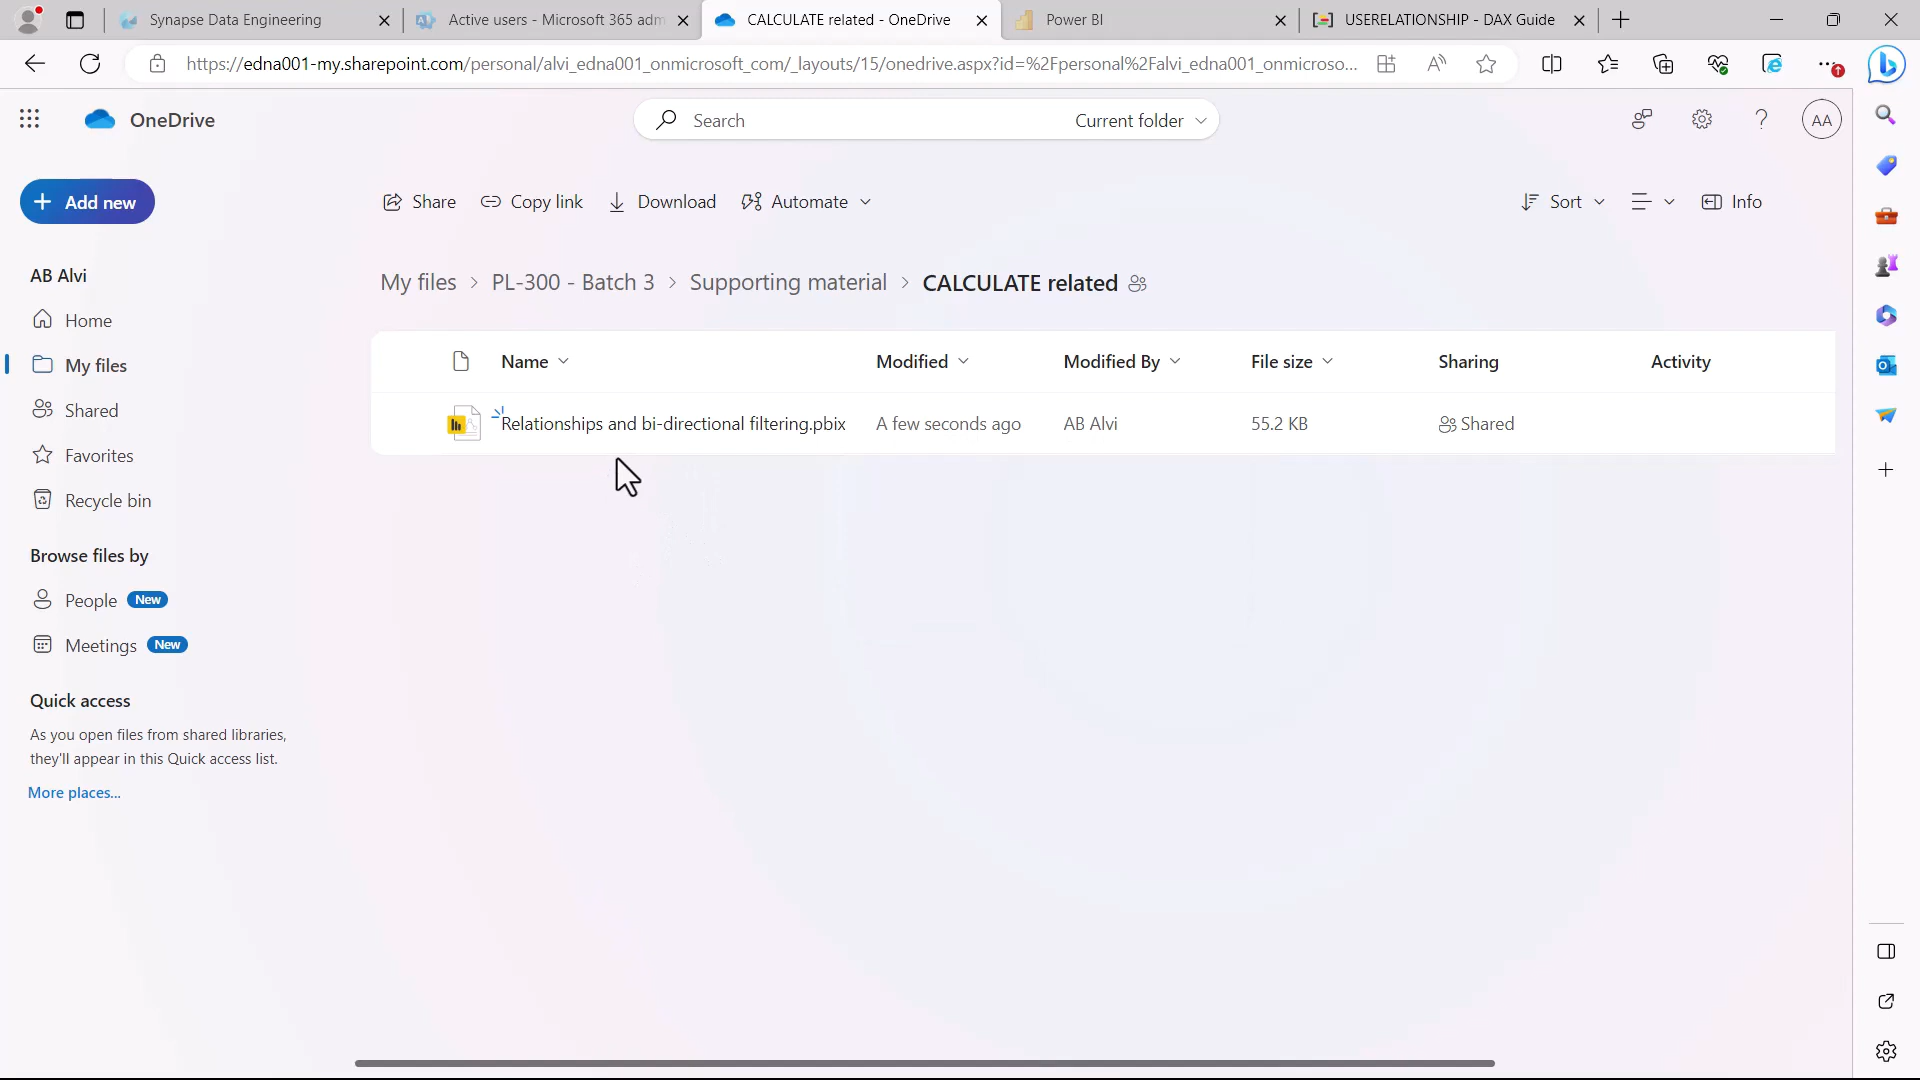 Synapse Data Engineering
Active users - Microsoft 365 adm
CALCULATE related - OneDrive
Power BI
USERELATIONSHIP - DAX Guide
https://edna001-my.sharepoint.com/personal/alvi_edna001_onmicrosoft_com/_layouts/15/onedrive.aspx?id=%2Fpersonal%2Falvi_edna001_onmicroso...
OneDrive
Search
Current folder
AA
Add new
Share
Copy link
Download
Automate
Sort
Info
AB Alvi
Home
My files
Shared
Favorites
Recycle bin
Browse files by
People New
Meetings New
Quick access
As you open files from shared libraries,
they'll appear in this Quick access list.
More places...
My files > PL-300 - Batch 3 > Supporting material > CALCULATE related
Name Modified Modified By File size Sharing Activity
Relationships and bi-directional filtering.pbix A few seconds ago AB Alvi 55.2 KB Shared